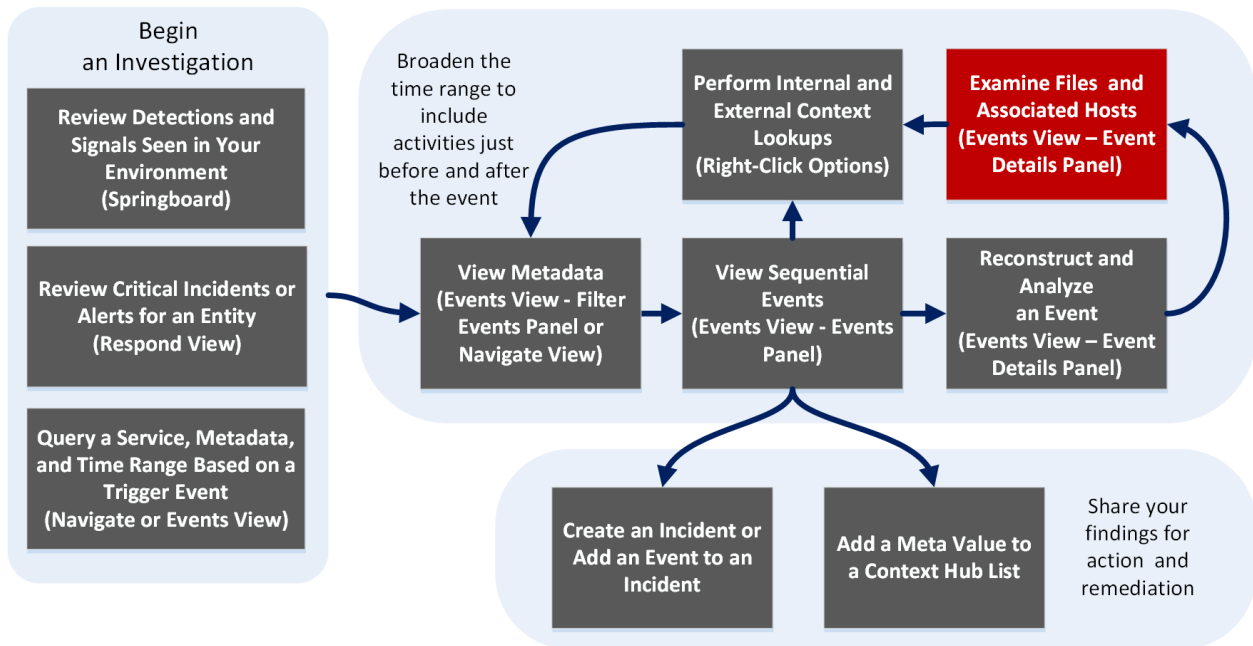 Begin
an Investigation
Review Detections and
Signals Seen in Your
Environment
(Springboard)
Review Critical Incidents or
Alerts for an Entity
(Respond View)
Query a Service, Metadata,
and Time Range Based on a
Trigger Event
(Navigate or Events View)
Broaden the
time range to
include
activities just
before and after
the event
Perform Internal and
External Context
Lookups
(Right-Click Options)
Examine Files and
Associated Hosts
(Events View – Event
Details Panel)
View Metadata
(Events View - Filter
Events Panel or
Navigate View)
View Sequential
Events
(Events View - Events
Panel)
Reconstruct and
Analyze
an Event
(Events View – Event
Details Panel)
Create an Incident or
Add an Event to an
Incident
Add a Meta Value to
a Context Hub List
Share your
findings for
action and
remediation